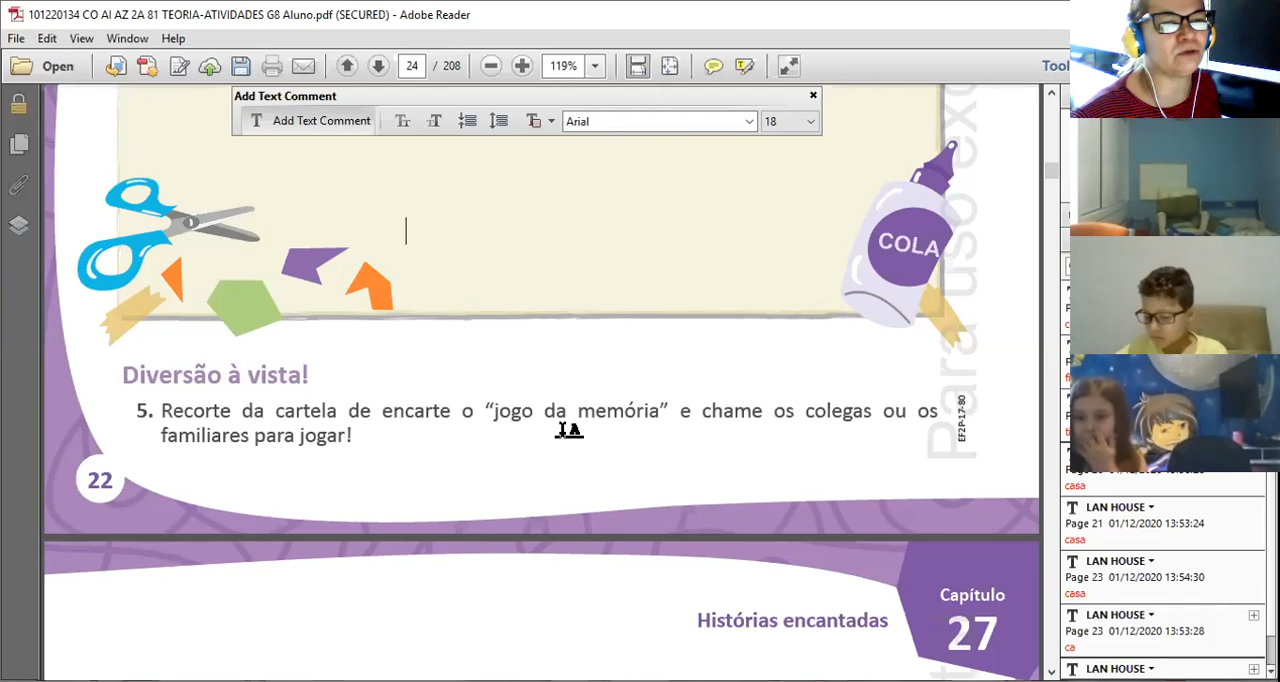 101220134 CO AI AZ 2A 81 TEORIA-ATIVIDADES G8 Aluno.pdf (SECURED) - Adobe Reader
File Edit View Window Help
Open 24 / 208 119% Tool
Add Text Comment
T Add Text Comment Arial 18
COLA
Para uso exc
Diversão à vista!
5. Recorte da cartela de encarte o “jogo da memória” e chame os colegas ou os
familiares para jogar!
EF2P-17-80
22
casa
T LAN HOUSE
Page 21 01/12/2020 13:53:24
casa
T LAN HOUSE
Page 23 01/12/2020 13:54:30
casa
T LAN HOUSE
Page 23 01/12/2020 13:53:28
ca
T LAN HOUSE
Capítulo
Histórias encantadas
27